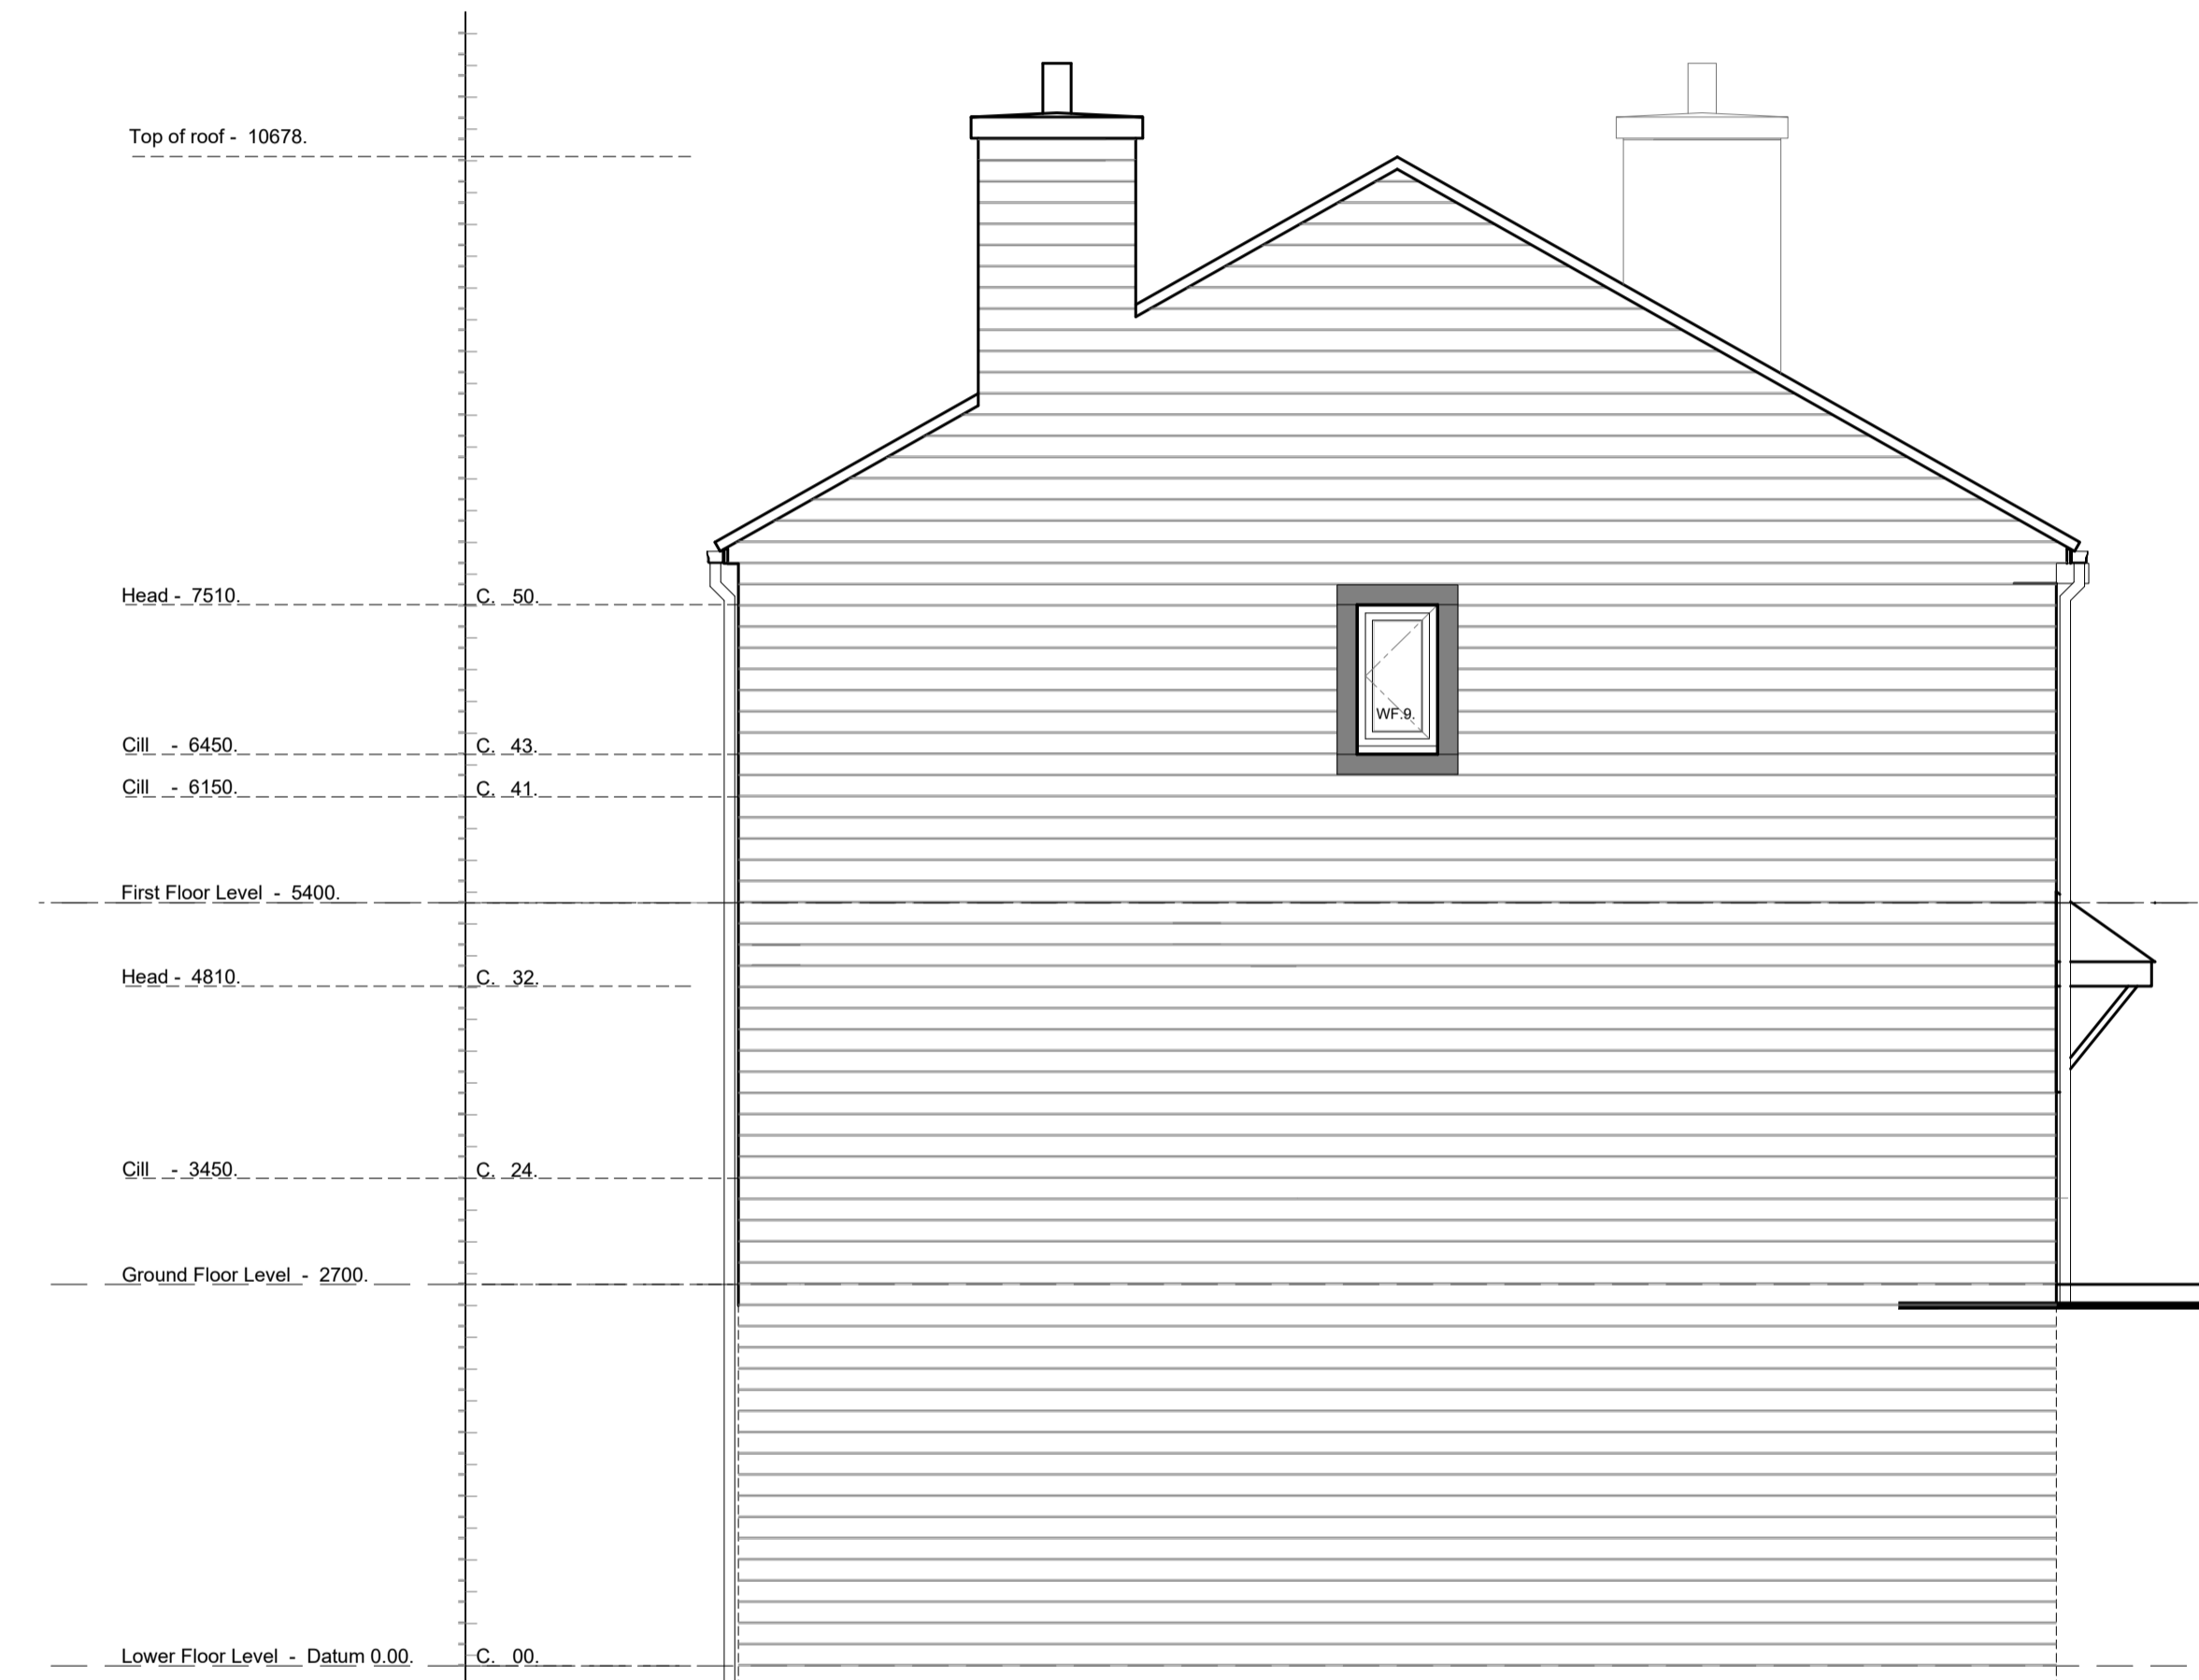 Top of roof - 10678.
Head - 7510. C. 50.
WF.9.
Cill - 6450. C. 43.
Cill - 6150. C. 41.
First Floor Level - 5400.
Head - 4810. C. 32.
Cill - 3450. C. 24.
Ground Floor Level - 2700.
Lower Floor Level - Datum 0.00. C. 00.